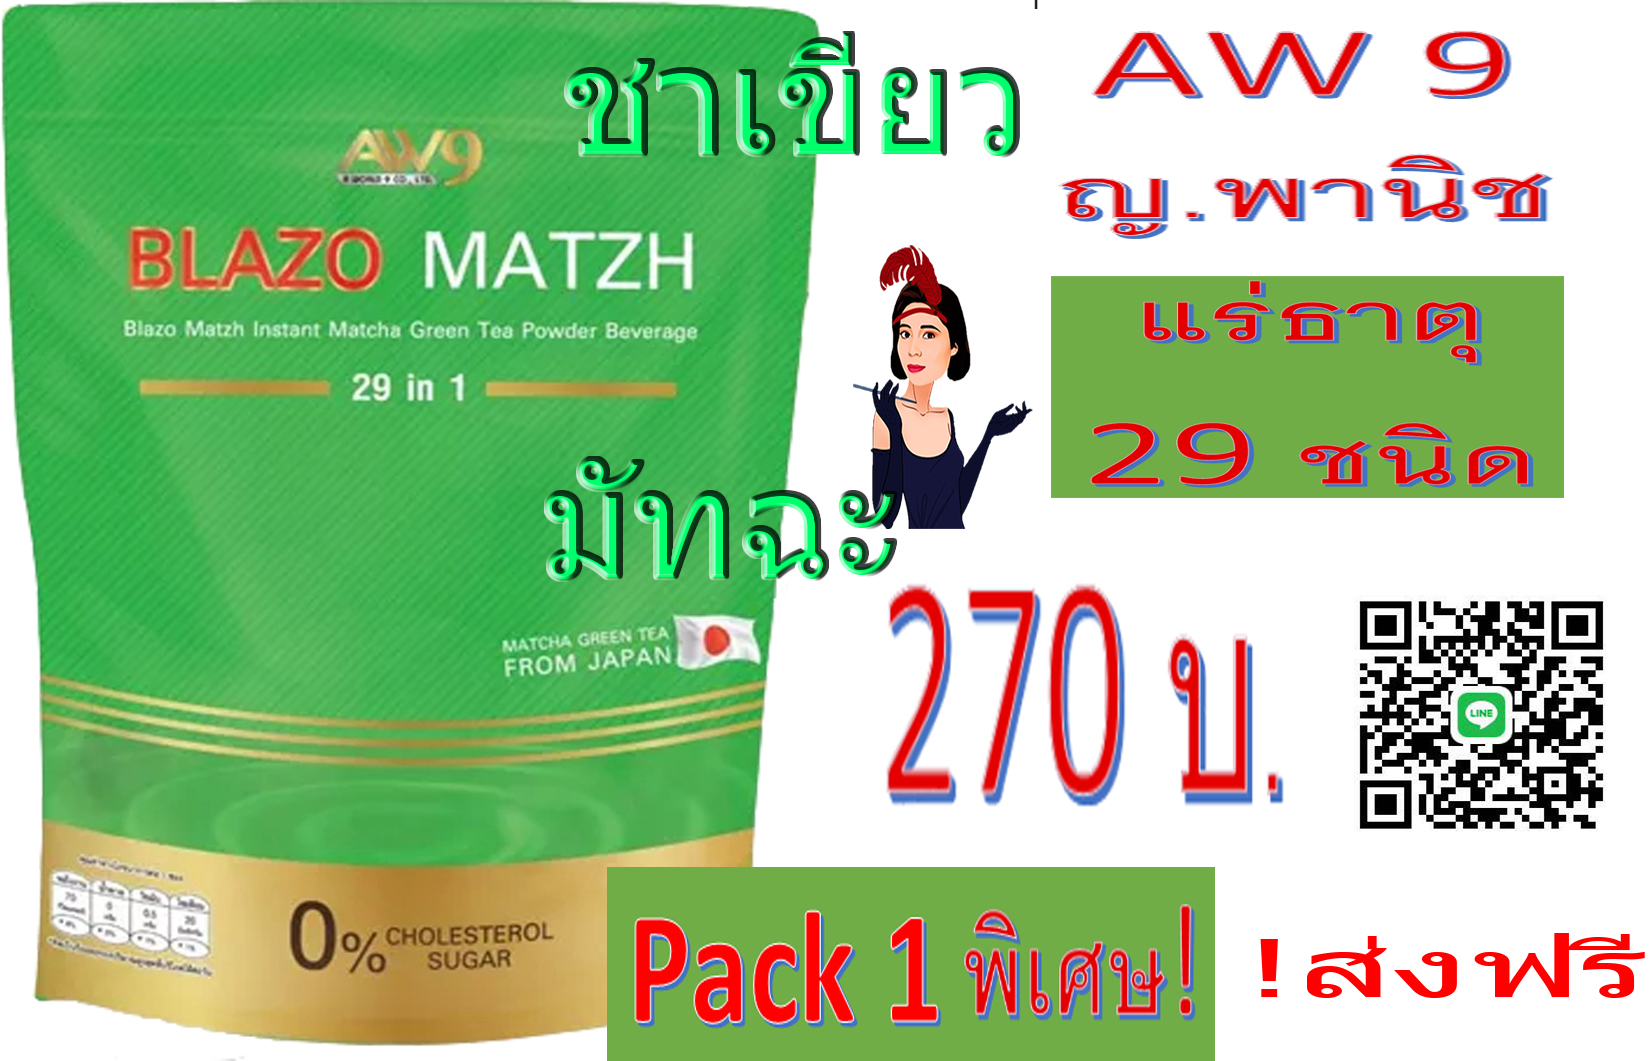 ชาเขียว
AW 9
ญ.พานิช
AW9
BLAZO MATZH
Blazo Matzh Instant Matcha Green Tea Powder Beverage
29 in 1
แร่ธาตุ
29 ชนิด
มัทฉะ
MATCHA GREEN TEA
FROM JAPAN
270 บ.
LINE
0% CHOLESTEROL
SUGAR
Pack 1 พิเศษ!
!ส่งฟรี